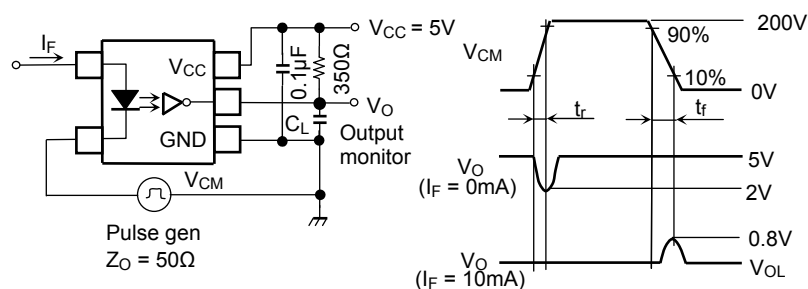 I_F
V_CC
V_CC = 5V
0.1μF
350Ω
V_O
GND
C_L
Output
monitor
V_CM
Pulse gen
Z_O = 50Ω
V_CM
200V
90%
10%
0V
t_r
t_f
V_O
(I_F = 0mA)
5V
2V
0.8V
V_O
(I_F = 10mA)
V_OL